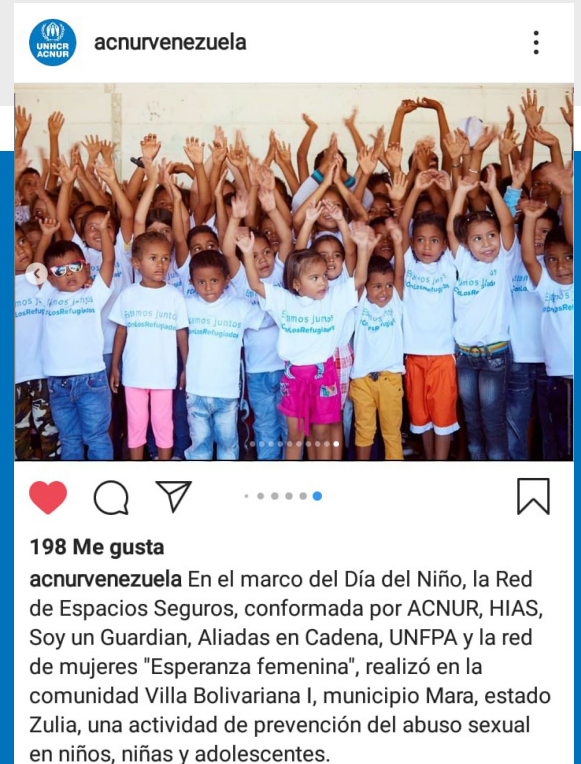 UNHCR
ACNUR
acnurvenezuela
Estamos juntos
#ConLosRefugiados
198 Me gusta
acnurvenezuela En el marco del Día del Niño, la Red
de Espacios Seguros, conformada por ACNUR, HIAS,
Soy un Guardian, Aliadas en Cadena, UNFPA y la red
de mujeres "Esperanza femenina", realizó en la
comunidad Villa Bolivariana I, municipio Mara, estado
Zulia, una actividad de prevención del abuso sexual
en niños, niñas y adolescentes.